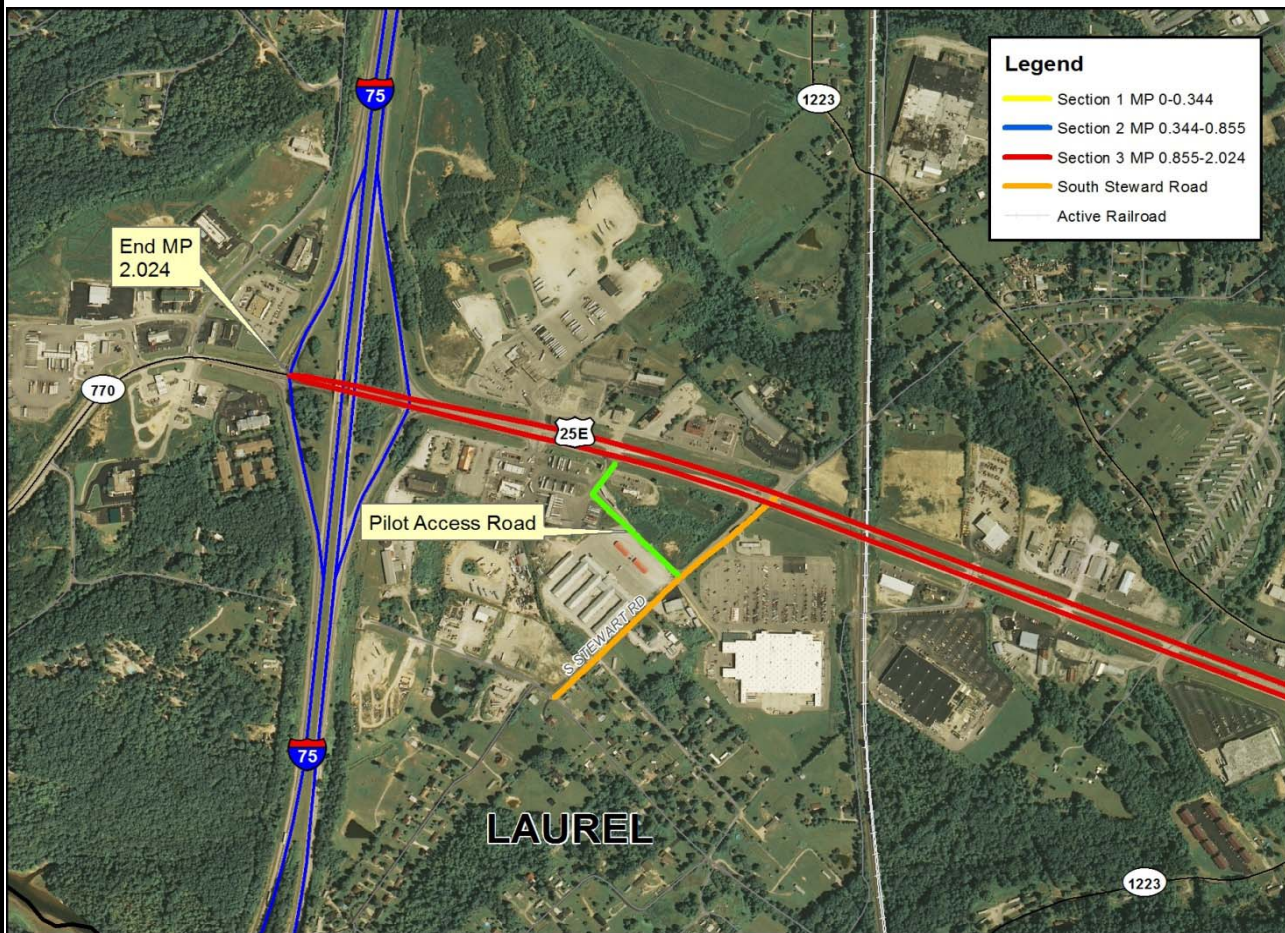 75
1223
Legend
Section 1 MP 0-0.344
Section 2 MP 0.344-0.855
Section 3 MP 0.855-2.024
South Steward Road
Active Railroad
End MP
2.024
770
25E
Pilot Access Road
S STEWART RD
75
LAUREL
1223